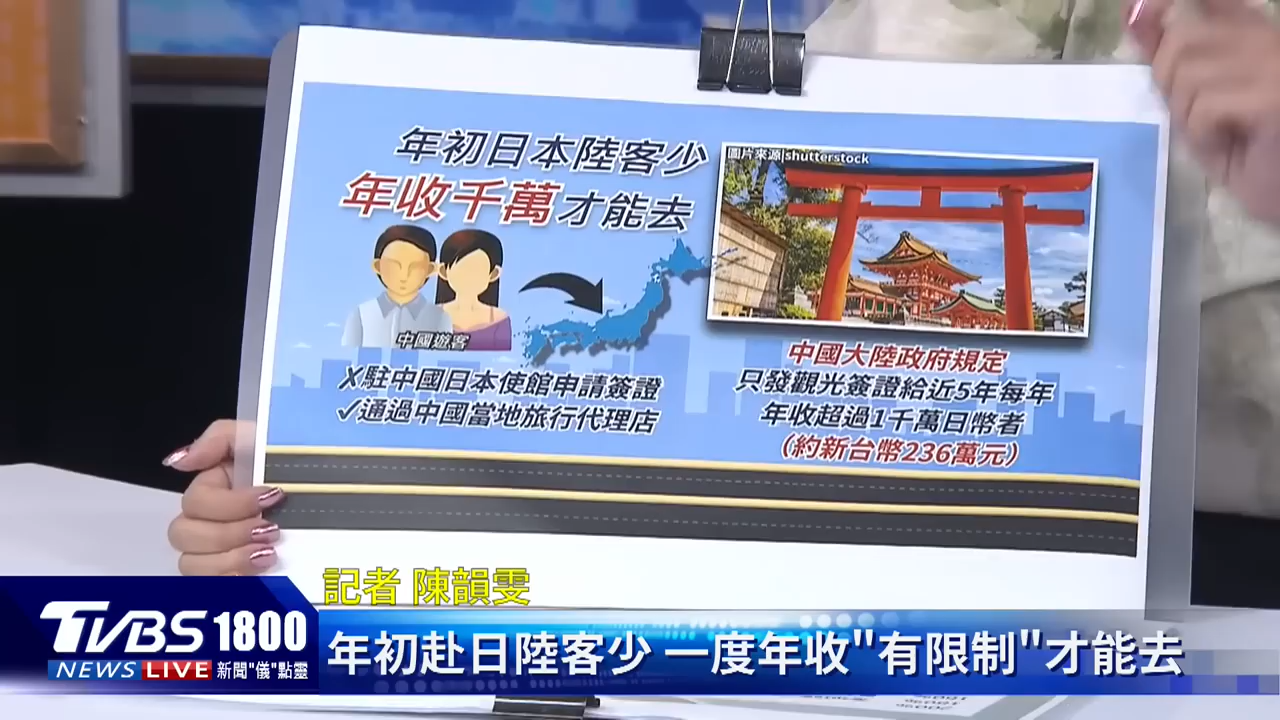 年初日本陸客少
年收千萬才能去
圖片來源|shutterstock
中國遊客
X駐中國日本使館申請簽證
✓通過中國當地旅行代理店
中國大陸政府規定
只發觀光簽證給近5年每年
年收超過1千萬日幣者
(約新台幣236萬元)
記者 陳韻雯
TVBS 1800
NEWS LIVE 新聞"儀"點靈
年初赴日陸客少 一度年收"有限制"才能去